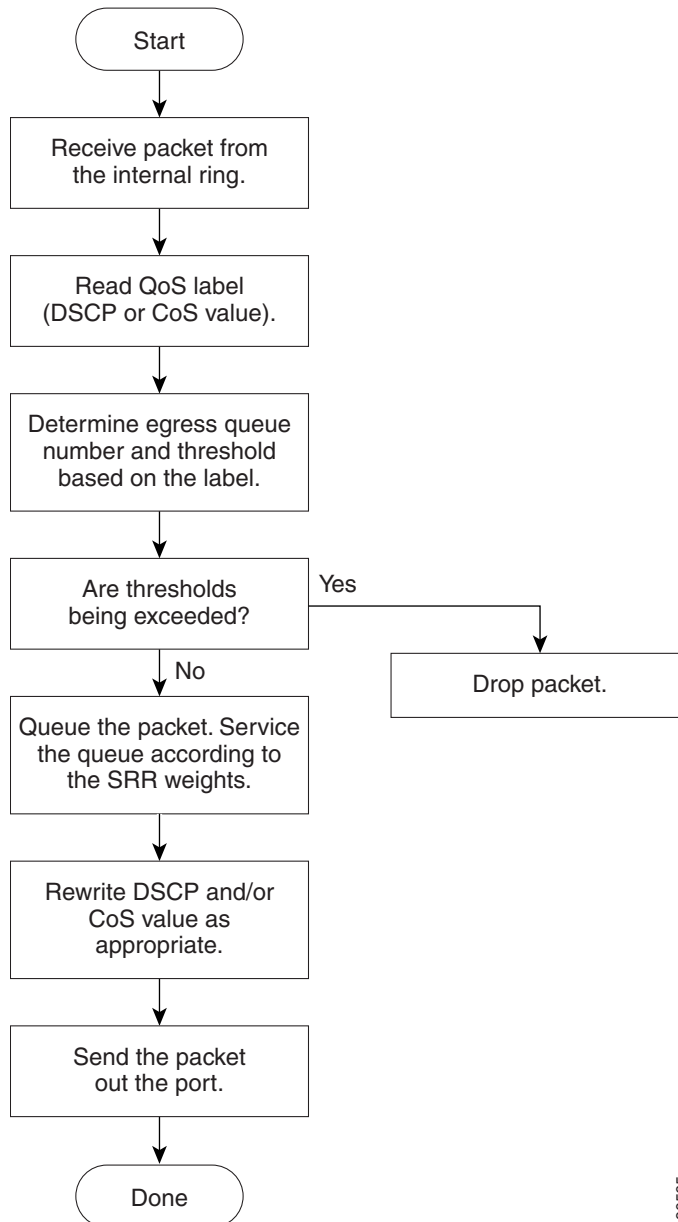 Start
Receive packet from
the internal ring.
Read QoS label
(DSCP or CoS value).
Determine egress queue
number and threshold
based on the label.
Are thresholds
being exceeded?
Yes
No
Drop packet.
Queue the packet. Service
the queue according to
the SRR weights.
Rewrite DSCP and/or
CoS value as
appropriate.
Send the packet
out the port.
Done